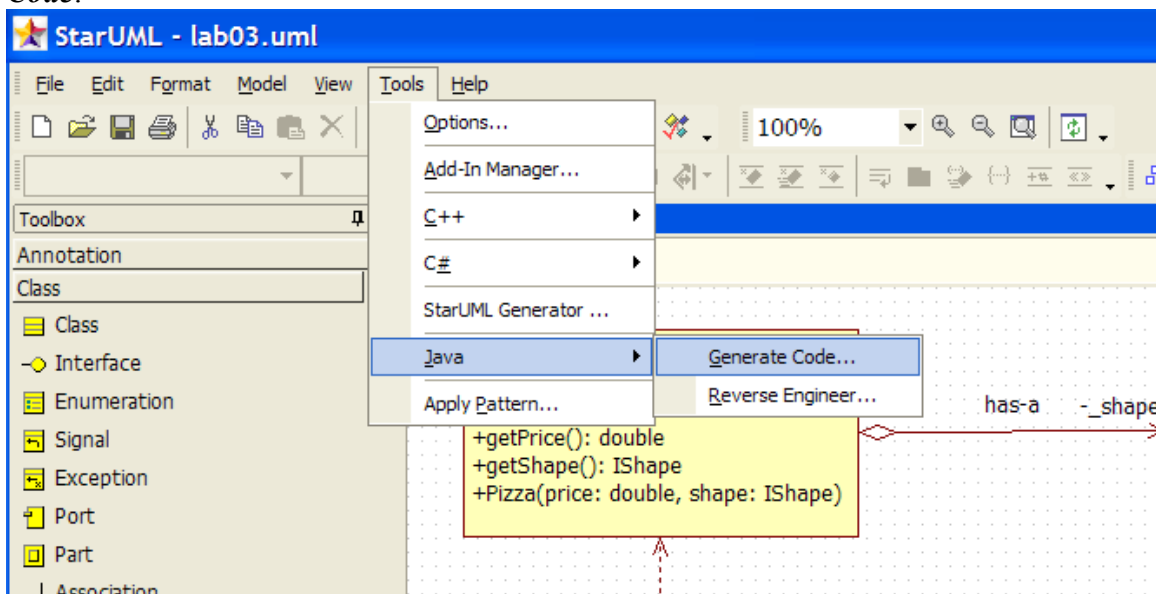 Code.
StarUML - lab03.uml
File Edit Format Model View Tools Help
100%
Options...
Add-In Manager...
C++
C#
StarUML Generator ...
Java
Apply Pattern...
Generate Code...
Reverse Engineer...
Toolbox
Annotation
Class
Class
Interface
Enumeration
Signal
Exception
Port
Part
Association
has-a -_shape
+getPrice(): double
+getShape(): IShape
+Pizza(price: double, shape: IShape)